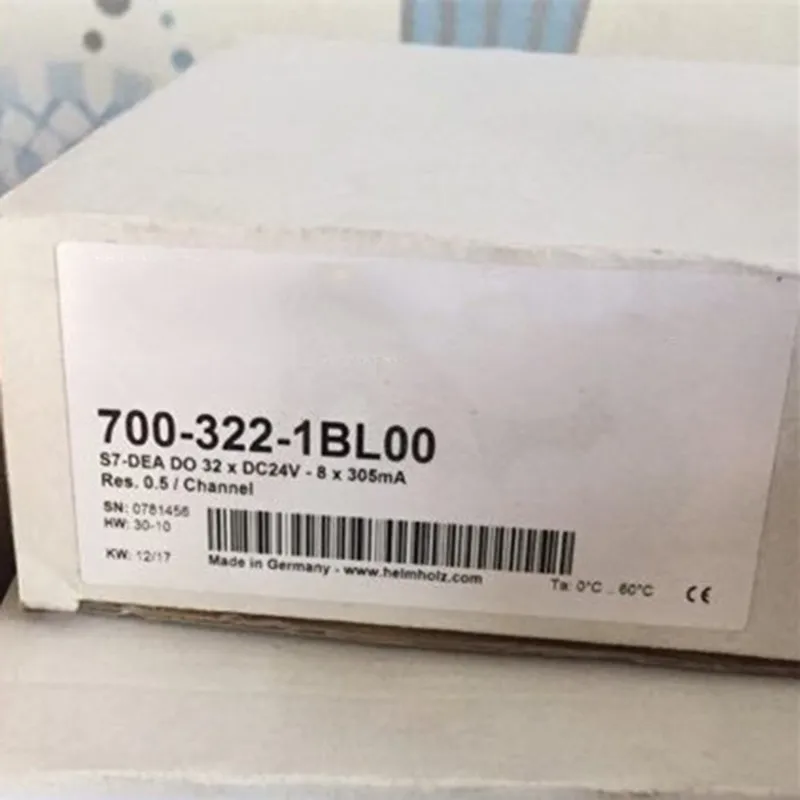 700-322-1BL00
S7-DEA DO 32 x DC24V - 8 x 305mA
Res. 0.5 / Channel
SN: 0781456
HW: 30-10
KW: 12/17
Made in Germany - www.helmholz.com
Ta: 0°C .. 60°C
CE